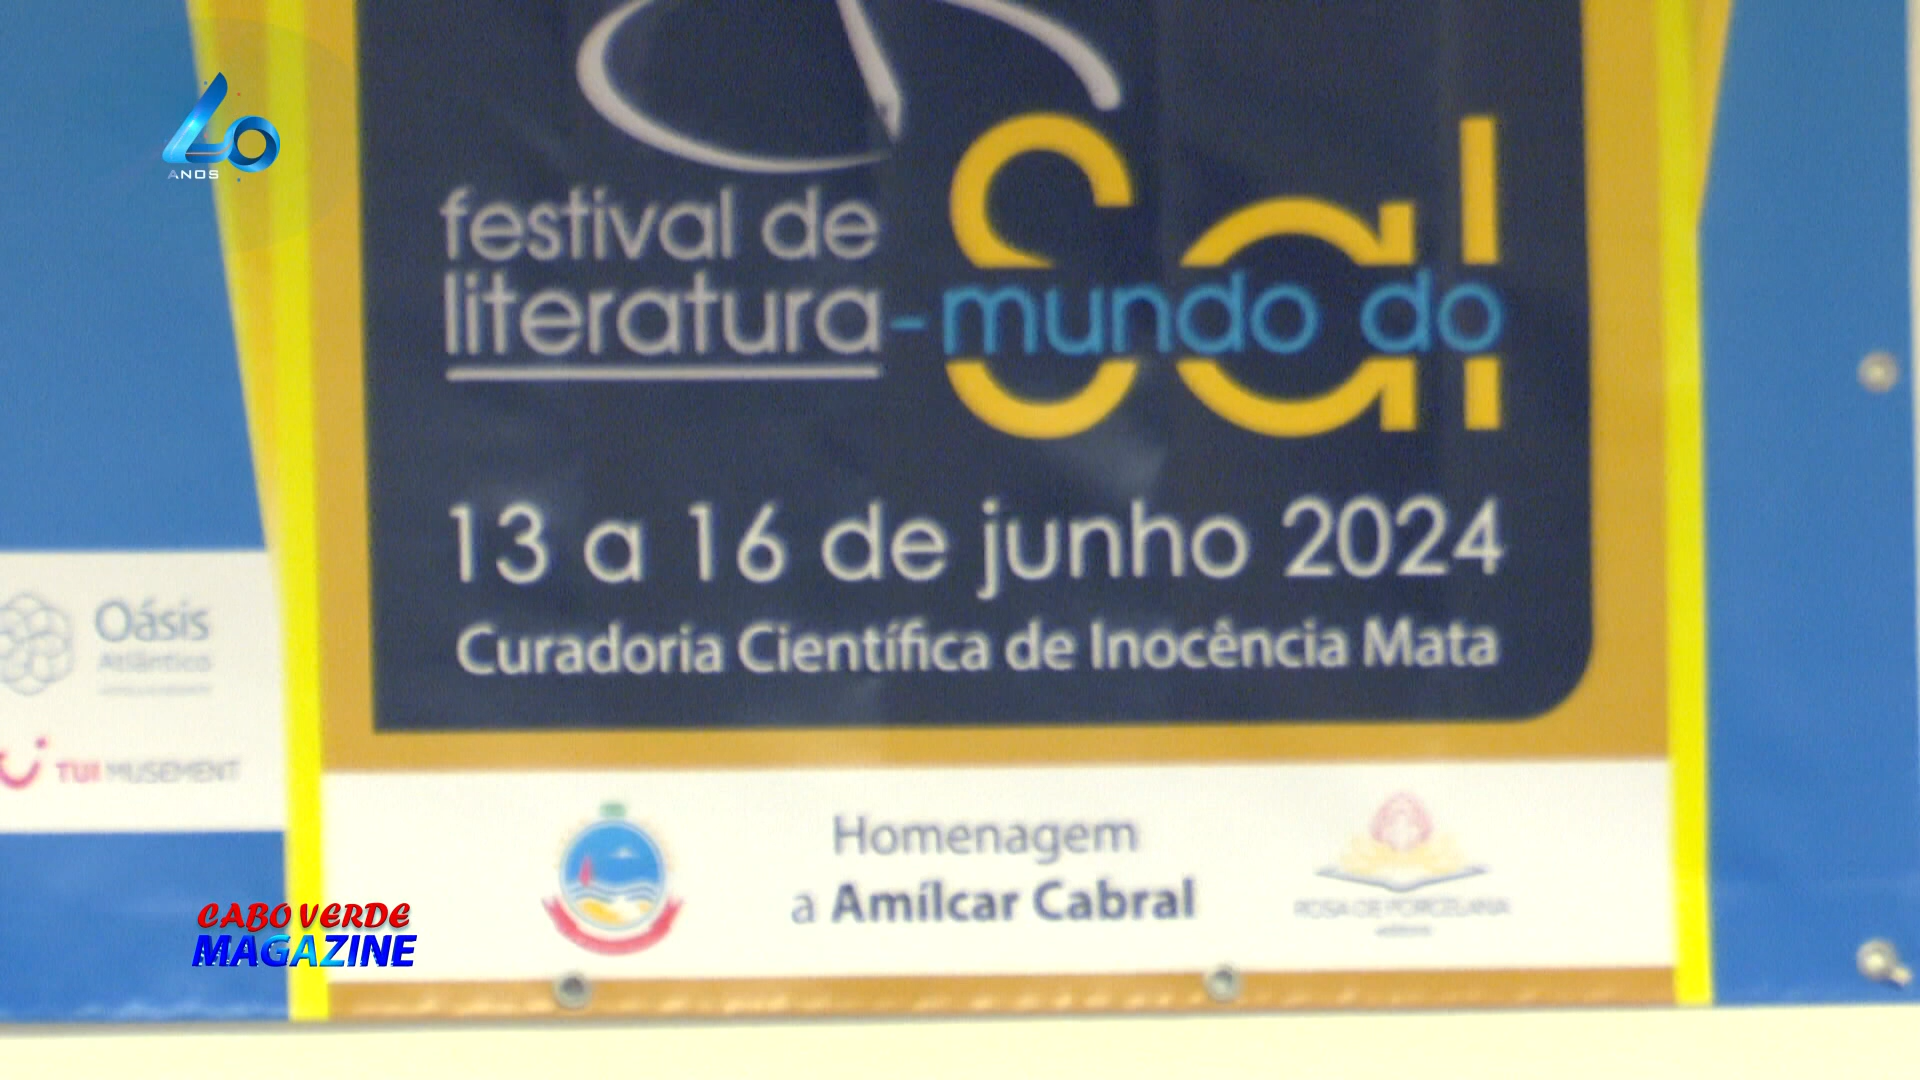 40
ANOS
festival de
literatura-mundo do
Sal
13 a 16 de junho 2024
Curadoria Científica de Inocência Mata
Oásis
Atlântico
TUI MUSEMENT
Homenagem
a Amílcar Cabral
ROSA DE PORCELANA
editora
CABO VERDE
MAGAZINE